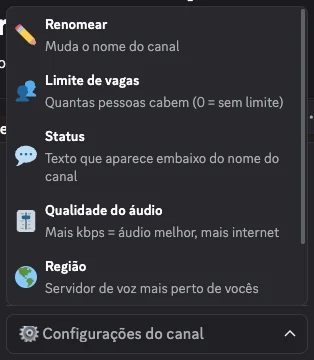 Renomear
Muda o nome do canal
Limite de vagas
Quantas pessoas cabem (0 = sem limite)
Status
Texto que aparece embaixo do nome do
canal
Qualidade do áudio
Mais kbps = áudio melhor, mais internet
Região
Servidor de voz mais perto de vocês
Configurações do canal